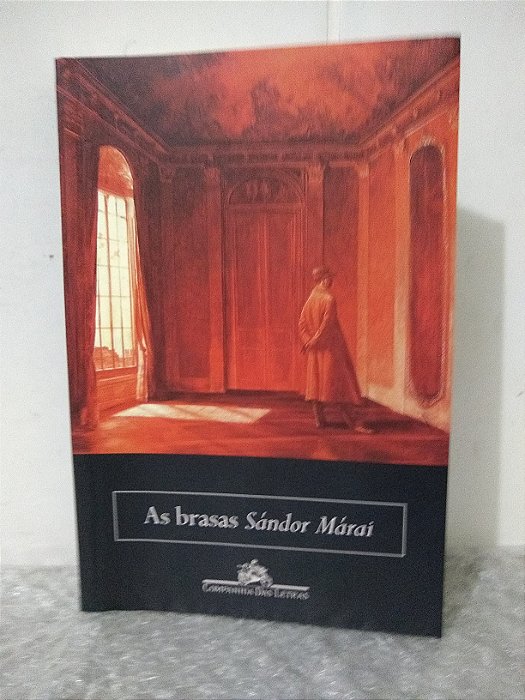 As brasas Sándor Márai
COMPANHIA DAS LETRAS